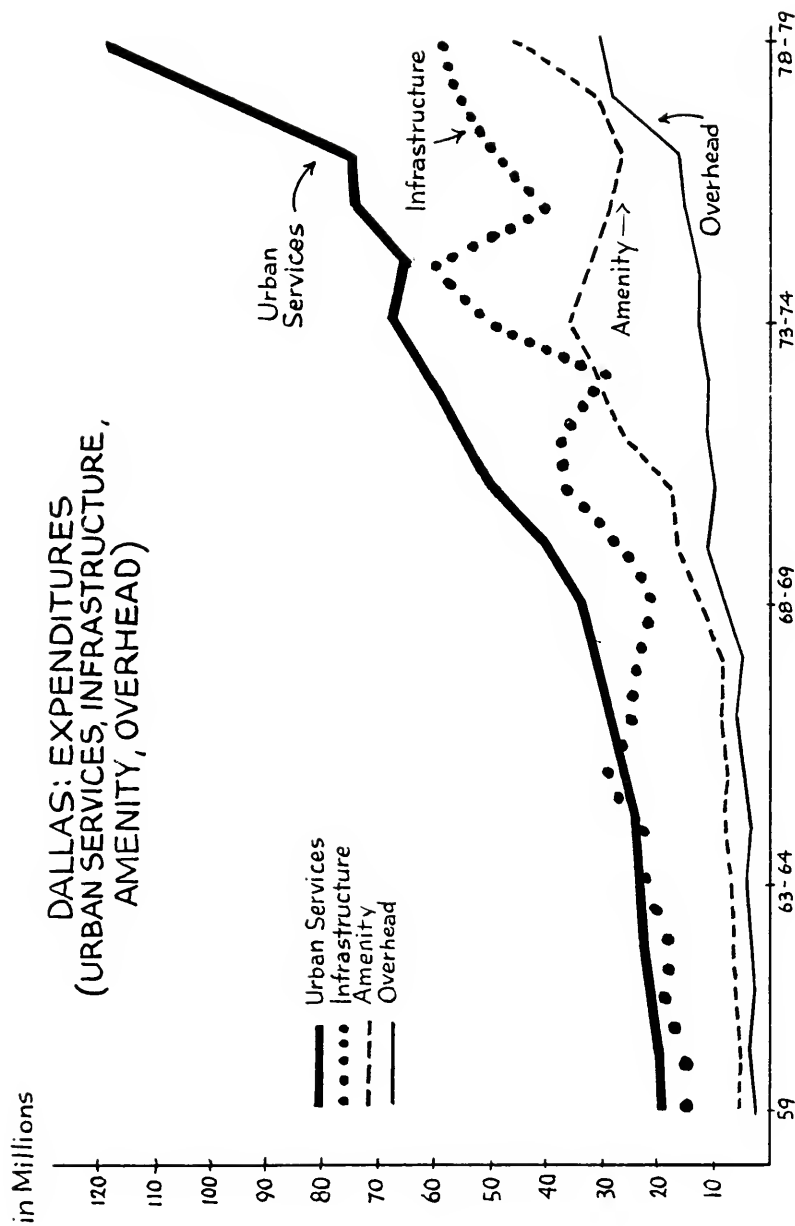 DALLAS: EXPENDITURES
(URBAN SERVICES, INFRASTRUCTURE,
AMENITY, OVERHEAD)
in Millions
120
110
100
90
80
70
60
50
40
30
20
10
Urban Services
Infrastructure
Amenity
Overhead
Urban
Services
Infrastructure
Amenity
Overhead
59
63-64
68-69
73-74
78-79